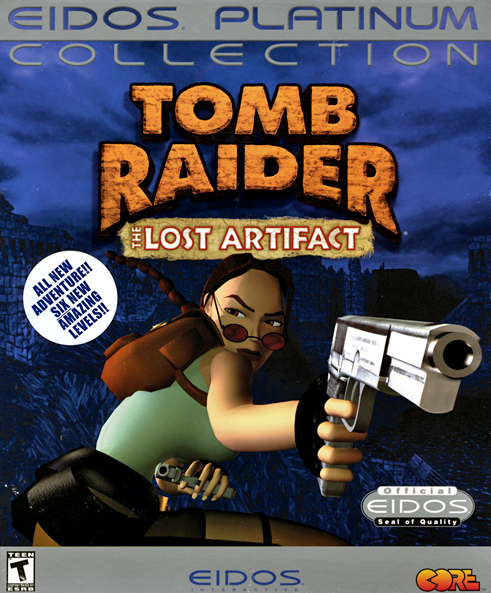 EIDOS PLATINUM
COLLECTION
TOMB
RAIDER
THE LOST ARTIFACT
ALL NEW
ADVENTURE!!
SIX NEW
AMAZING
LEVELS!!
Official
EIDOS
Seal of Quality
TEEN
T
ESRB
EIDOS
INTERACTIVE
CORE